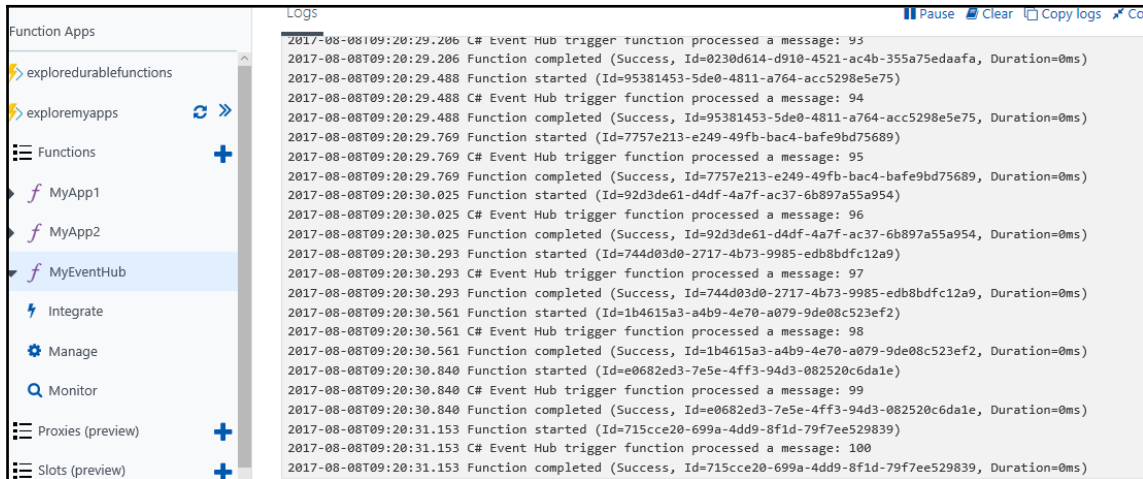 Function Apps
exploredurablefunctions
exploremyapps
Functions
MyApp1
MyApp2
MyEventHub
Integrate
Manage
Monitor
Proxies (preview)
Slots (preview)
Logs
Pause Clear Copy logs Co
2017-08-08T09:20:29.206 C# Event Hub trigger function processed a message: 93
2017-08-08T09:20:29.206 Function completed (Success, Id=0230d614-d910-4521-ac4b-355a75edaafa, Duration=0ms)
2017-08-08T09:20:29.488 Function started (Id=95381453-5de0-4811-a764-acc5298e5e75)
2017-08-08T09:20:29.488 C# Event Hub trigger function processed a message: 94
2017-08-08T09:20:29.488 Function completed (Success, Id=95381453-5de0-4811-a764-acc5298e5e75, Duration=0ms)
2017-08-08T09:20:29.769 Function started (Id=7757e213-e249-49fb-bac4-bafe9bd75689)
2017-08-08T09:20:29.769 C# Event Hub trigger function processed a message: 95
2017-08-08T09:20:29.769 Function completed (Success, Id=7757e213-e249-49fb-bac4-bafe9bd75689, Duration=0ms)
2017-08-08T09:20:30.025 Function started (Id=92d3de61-d4df-4a7f-ac37-6b897a55a954)
2017-08-08T09:20:30.025 C# Event Hub trigger function processed a message: 96
2017-08-08T09:20:30.025 Function completed (Success, Id=92d3de61-d4df-4a7f-ac37-6b897a55a954, Duration=0ms)
2017-08-08T09:20:30.293 Function started (Id=744d03d0-2717-4b73-9985-edb8bdfc12a9)
2017-08-08T09:20:30.293 C# Event Hub trigger function processed a message: 97
2017-08-08T09:20:30.293 Function completed (Success, Id=744d03d0-2717-4b73-9985-edb8bdfc12a9, Duration=0ms)
2017-08-08T09:20:30.561 Function started (Id=1b4615a3-a4b9-4e70-a079-9de08c523ef2)
2017-08-08T09:20:30.561 C# Event Hub trigger function processed a message: 98
2017-08-08T09:20:30.561 Function completed (Success, Id=1b4615a3-a4b9-4e70-a079-9de08c523ef2, Duration=0ms)
2017-08-08T09:20:30.840 Function started (Id=e0682ed3-7e5e-4ff3-94d3-082520c6da1e)
2017-08-08T09:20:30.840 C# Event Hub trigger function processed a message: 99
2017-08-08T09:20:30.840 Function completed (Success, Id=e0682ed3-7e5e-4ff3-94d3-082520c6da1e, Duration=0ms)
2017-08-08T09:20:31.153 Function started (Id=715cce20-699a-4dd9-8f1d-79f7ee529839)
2017-08-08T09:20:31.153 C# Event Hub trigger function processed a message: 100
2017-08-08T09:20:31.153 Function completed (Success, Id=715cce20-699a-4dd9-8f1d-79f7ee529839, Duration=0ms)